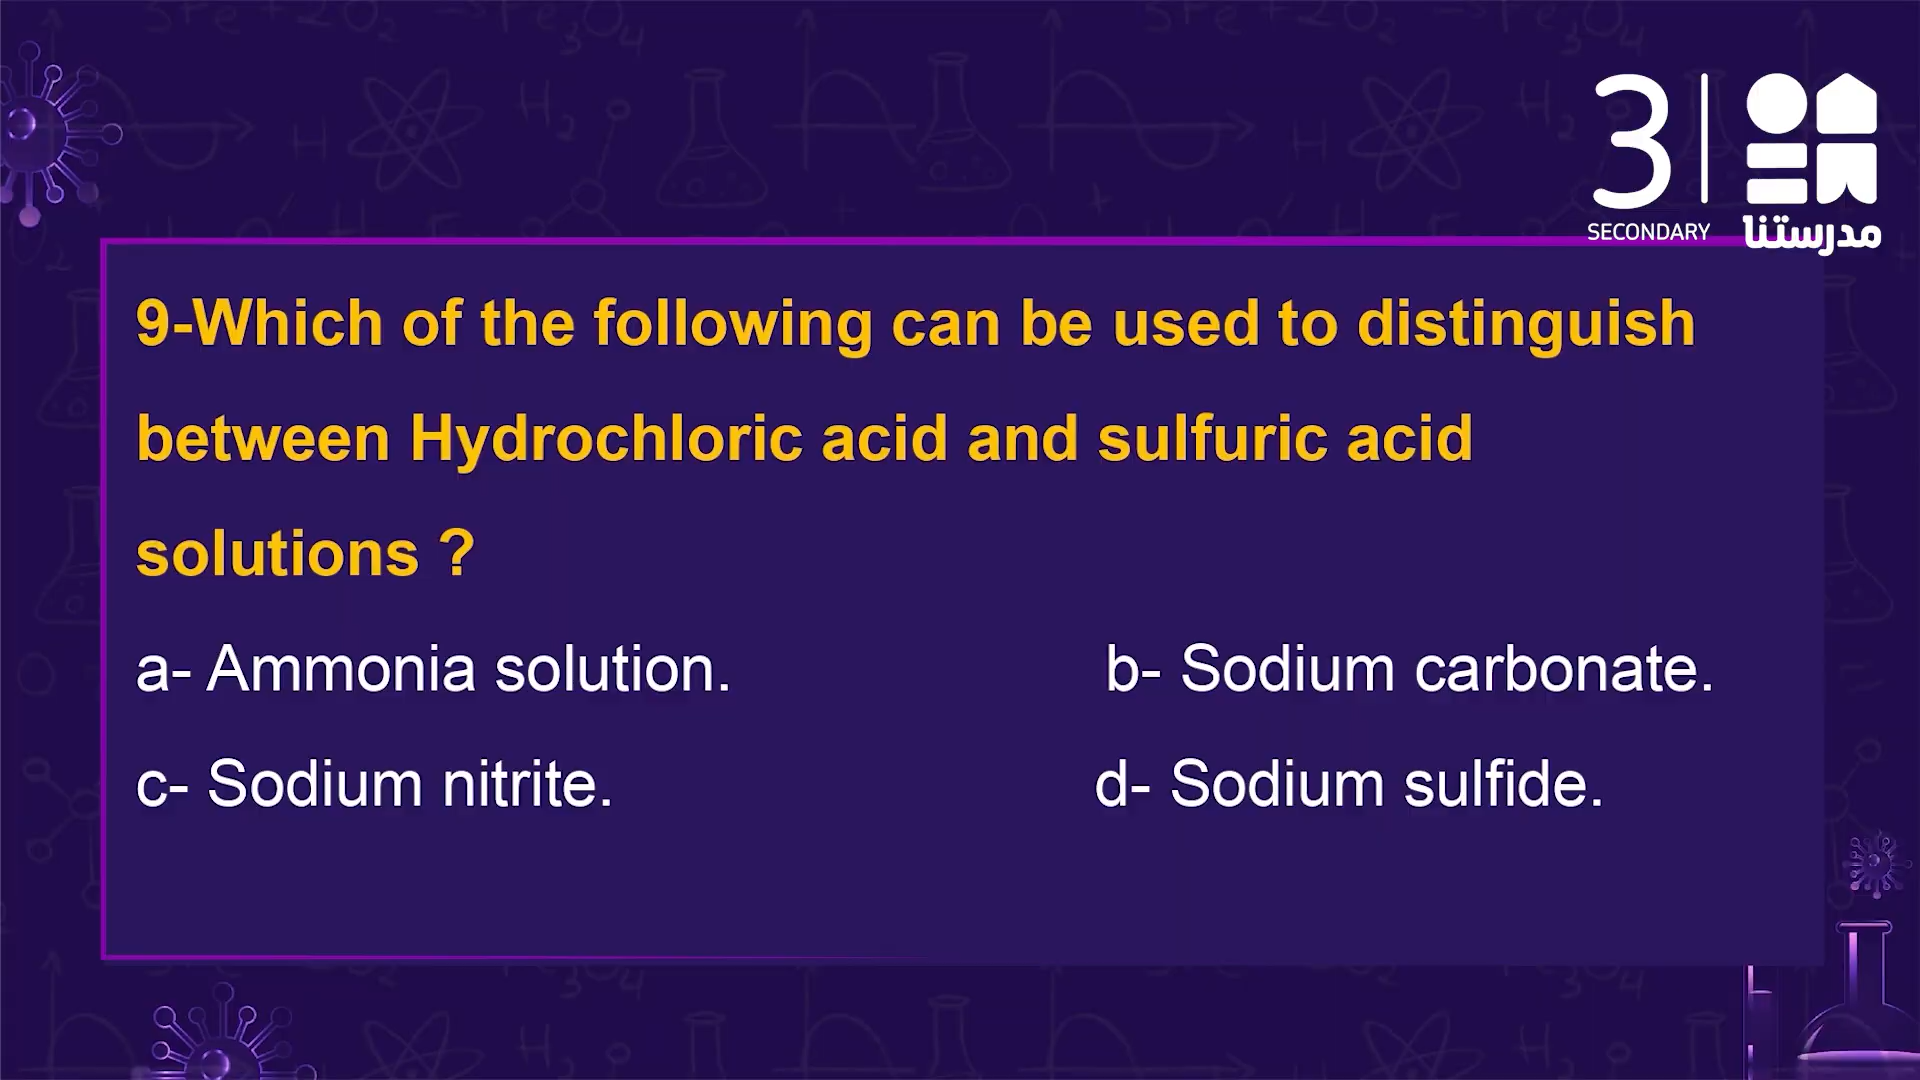 3
SECONDARY
مدرستنا
9-Which of the following can be used to distinguish
between Hydrochloric acid and sulfuric acid
solutions ?
a- Ammonia solution. b- Sodium carbonate.
c- Sodium nitrite. d- Sodium sulfide.